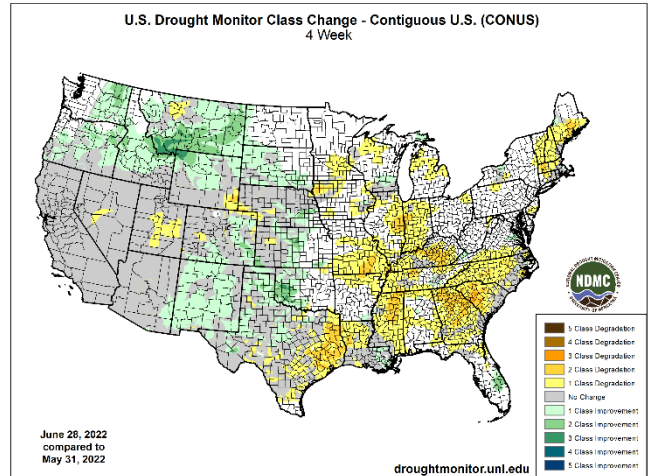 U.S. Drought Monitor Class Change - Contiguous U.S. (CONUS)
4 Week
NDMC
5 Class Degradation
4 Class Degradation
3 Class Degradation
2 Class Degradation
1 Class Degradation
No Change
1 Class Improvement
2 Class Improvement
3 Class Improvement
4 Class Improvement
5 Class Improvement
June 28, 2022
compared to
May 31, 2022
droughtmonitor.unl.edu